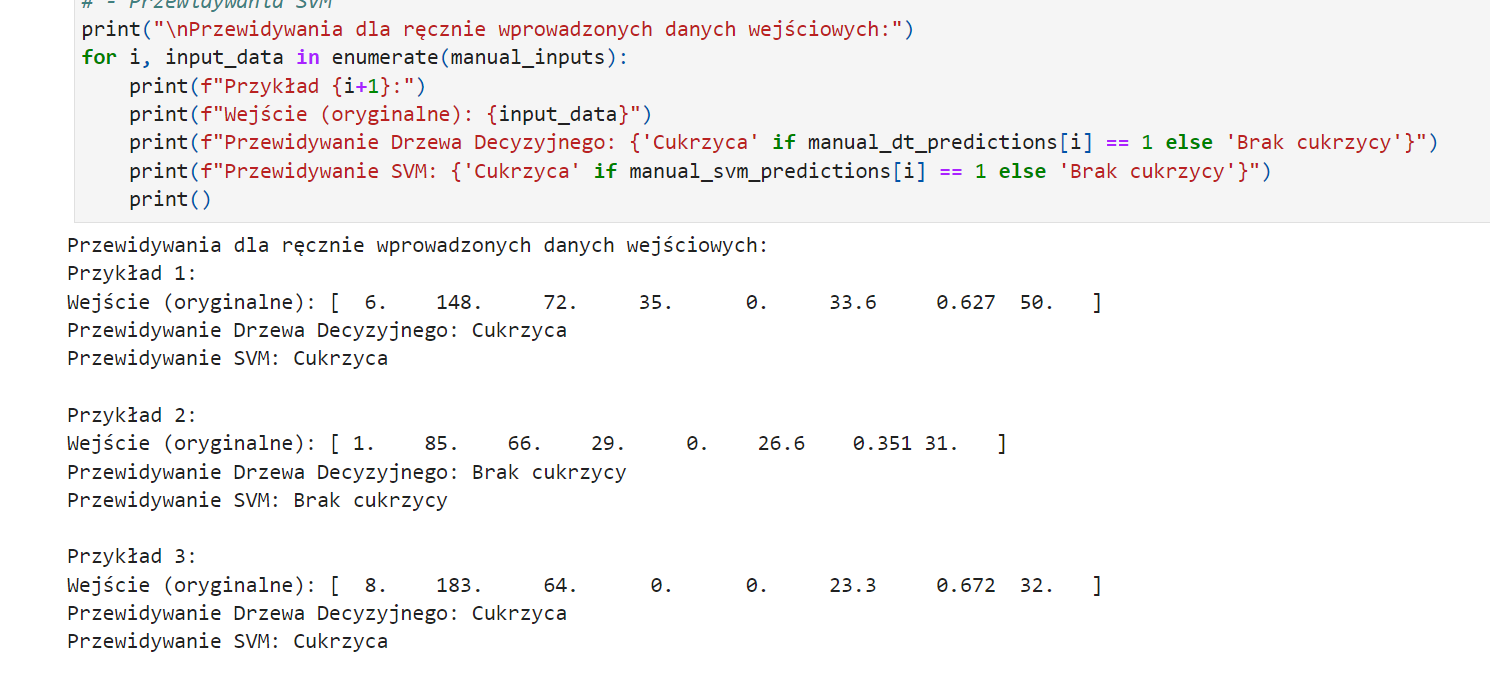 # - Przewidywania SVM
print("\nPrzewidywania dla ręcznie wprowadzonych danych wejściowych:")
for i, input_data in enumerate(manual_inputs):
    print(f"Przykład {i+1}:")
    print(f"Wejście (oryginalne): {input_data}")
    print(f"Przewidywanie Drzewa Decyzyjnego: {'Cukrzyca' if manual_dt_predictions[i] == 1 else 'Brak cukrzycy'}")
    print(f"Przewidywanie SVM: {'Cukrzyca' if manual_svm_predictions[i] == 1 else 'Brak cukrzycy'}")
    print()
Przewidywania dla ręcznie wprowadzonych danych wejściowych:
Przykład 1:
Wejście (oryginalne): [  6.    148.     72.     35.      0.     33.6     0.627  50.   ]
Przewidywanie Drzewa Decyzyjnego: Cukrzyca
Przewidywanie SVM: Cukrzyca

Przykład 2:
Wejście (oryginalne): [ 1.    85.    66.    29.     0.    26.6    0.351 31.   ]
Przewidywanie Drzewa Decyzyjnego: Brak cukrzycy
Przewidywanie SVM: Brak cukrzycy

Przykład 3:
Wejście (oryginalne): [  8.    183.     64.      0.      0.     23.3     0.672  32.   ]
Przewidywanie Drzewa Decyzyjnego: Cukrzyca
Przewidywanie SVM: Cukrzyca